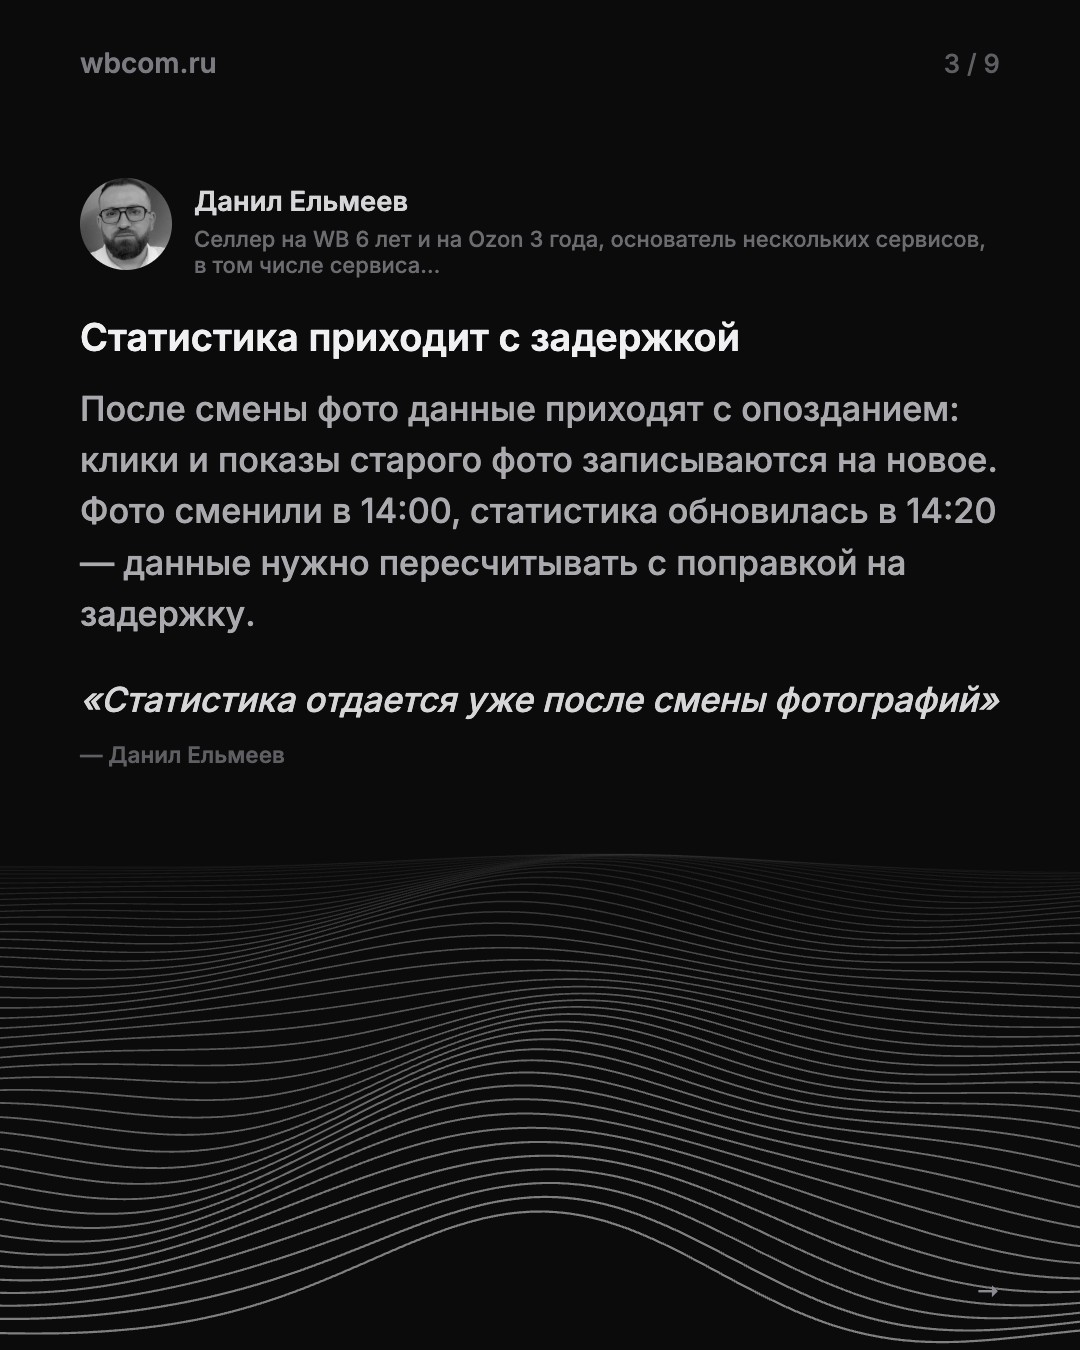 wbcom.ru
3 / 9
Данил Ельмеев
Селлер на WB 6 лет и на Ozon 3 года, основатель нескольких сервисов,
в том числе сервиса...
Статистика приходит с задержкой
После смены фото данные приходят с опозданием:
клики и показы старого фото записываются на новое.
Фото сменили в 14:00, статистика обновилась в 14:20
— данные нужно пересчитывать с поправкой на
задержку.
«Статистика отдается уже после смены фотографий»
— Данил Ельмеев
→